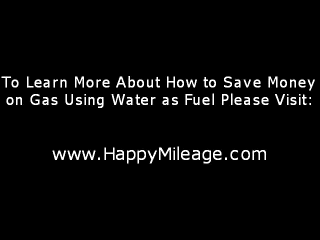 To Learn More About How to Save Money
on Gas Using Water as Fuel Please Visit:
www.HappyMileage.com